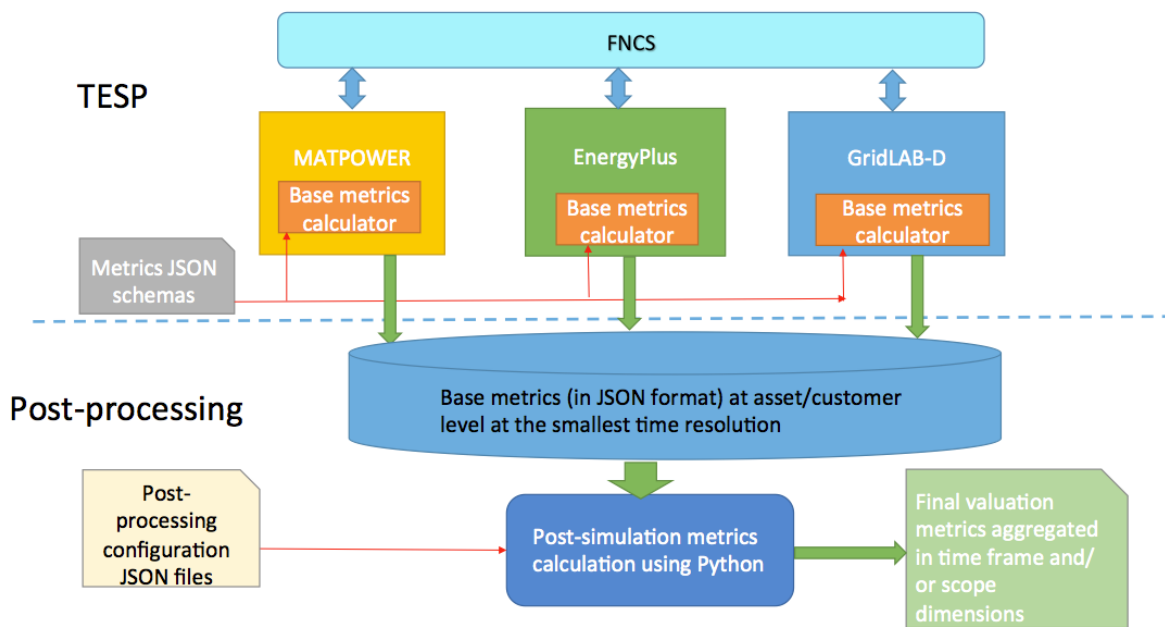 FNCS
TESP
MATPOWER
EnergyPlus
GridLAB-D
Base metrics
calculator
Base metrics
calculator
Base metrics
calculator
Metrics JSON
schemas
Base metrics (in JSON format) at asset/customer
level at the smallest time resolution
Post-processing
Post-
processing
configuration
JSON files
Post-simulation metrics
calculation using Python
Final valuation
metrics aggregated
in time frame and/
or scope
dimensions